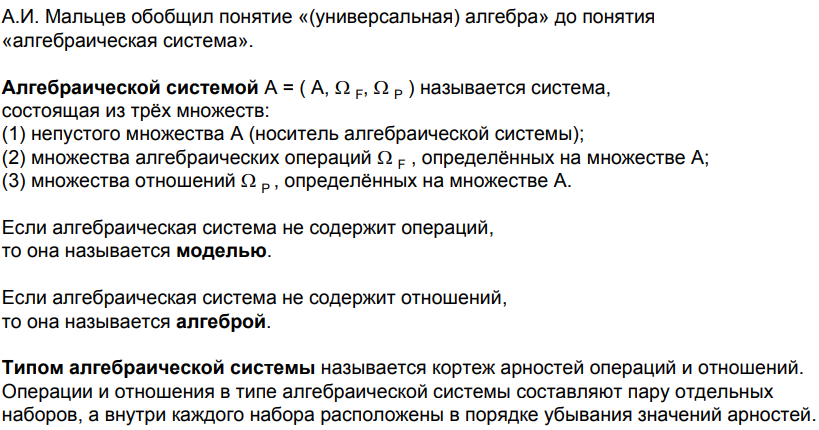 А.И. Мальцев обобщил понятие «(универсальная) алгебра» до понятия
«алгебраическая система».
Алгебраической системой А = ( А, Ω F, Ω P ) называется система,
состоящая из трёх множеств:
(1) непустого множества А (носитель алгебраической системы);
(2) множества алгебраических операций Ω F , определённых на множестве А;
(3) множества отношений Ω P , определённых на множестве А.
Если алгебраическая система не содержит операций,
то она называется моделью.
Если алгебраическая система не содержит отношений,
то она называется алгеброй.
Типом алгебраической системы называется кортеж арностей операций и отношений.
Операции и отношения в типе алгебраической системы составляют пару отдельных
наборов, а внутри каждого набора расположены в порядке убывания значений арностей.